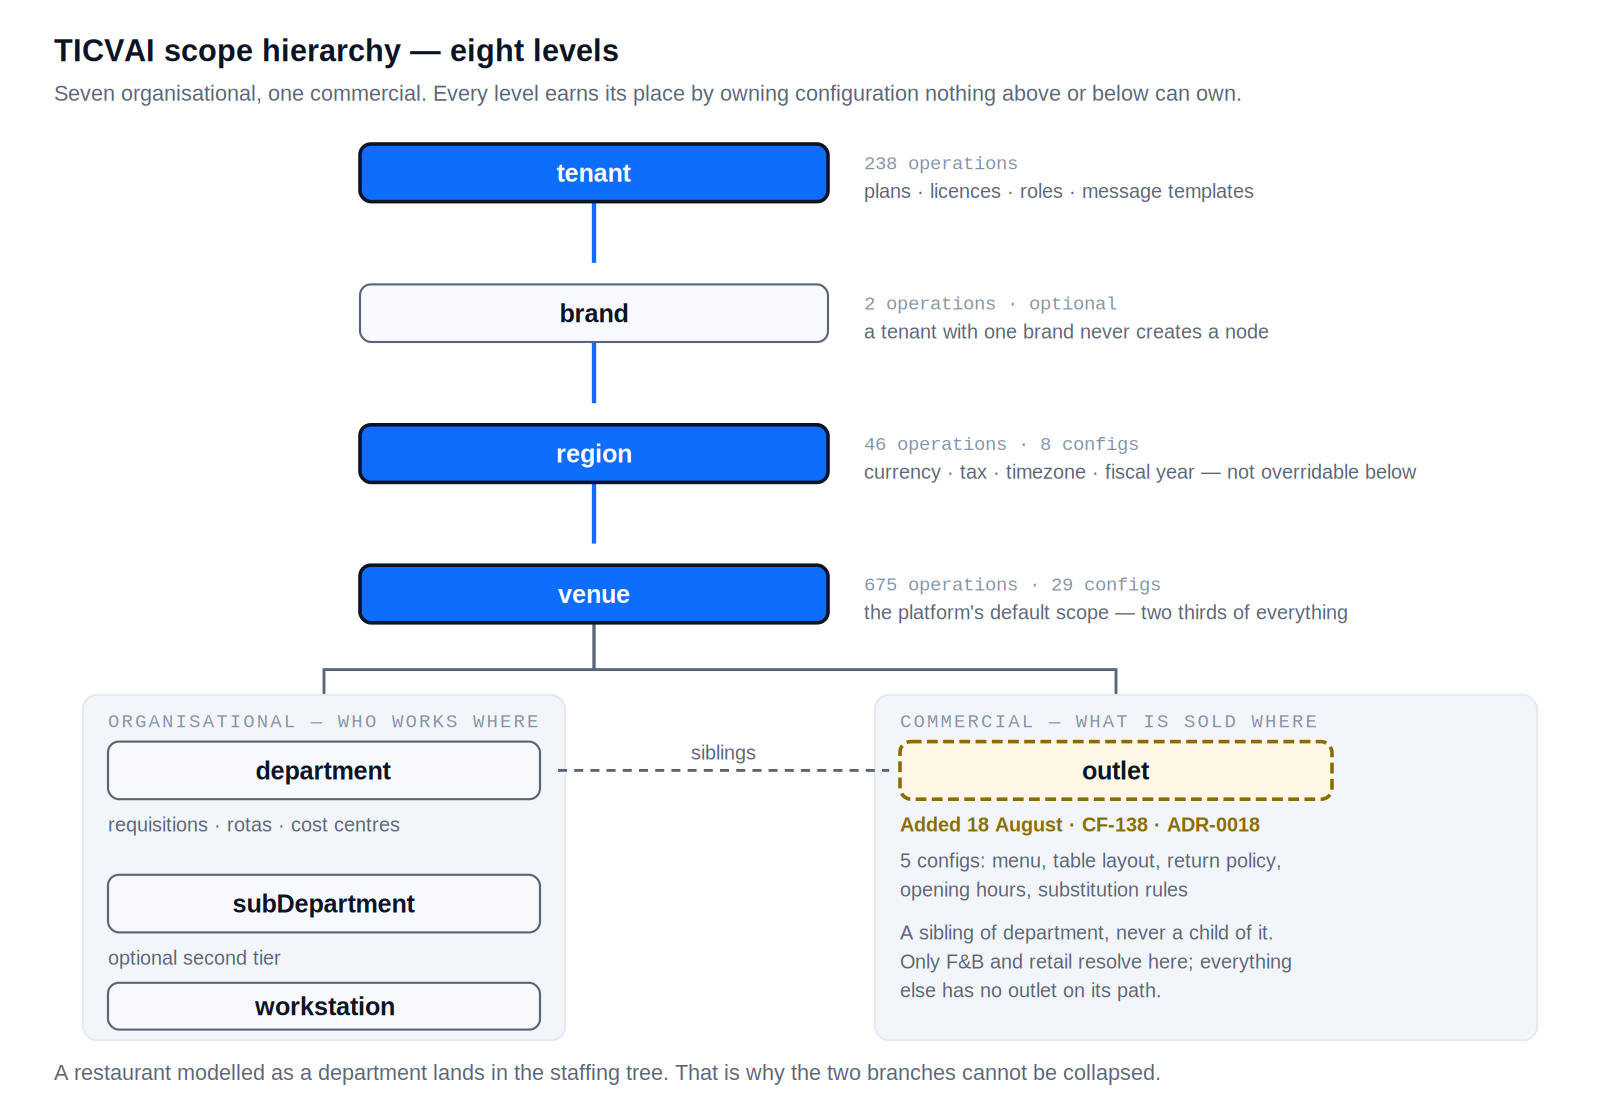 TICVAI scope hierarchy — eight levels
Seven organisational, one commercial. Every level earns its place by owning configuration nothing above or below can own.
tenant
238 operations
plans · licences · roles · message templates
brand
2 operations · optional
a tenant with one brand never creates a node
region
46 operations · 8 configs
currency · tax · timezone · fiscal year — not overridable below
venue
675 operations · 29 configs
the platform's default scope — two thirds of everything
ORGANISATIONAL — WHO WORKS WHERE
department
requisitions · rotas · cost centres
subDepartment
optional second tier
workstation
siblings
COMMERCIAL — WHAT IS SOLD WHERE
outlet
Added 18 August · CF-138 · ADR-0018
5 configs: menu, table layout, return policy,
opening hours, substitution rules
A sibling of department, never a child of it.
Only F&B and retail resolve here; everything
else has no outlet on its path.
A restaurant modelled as a department lands in the staffing tree. That is why the two branches cannot be collapsed.